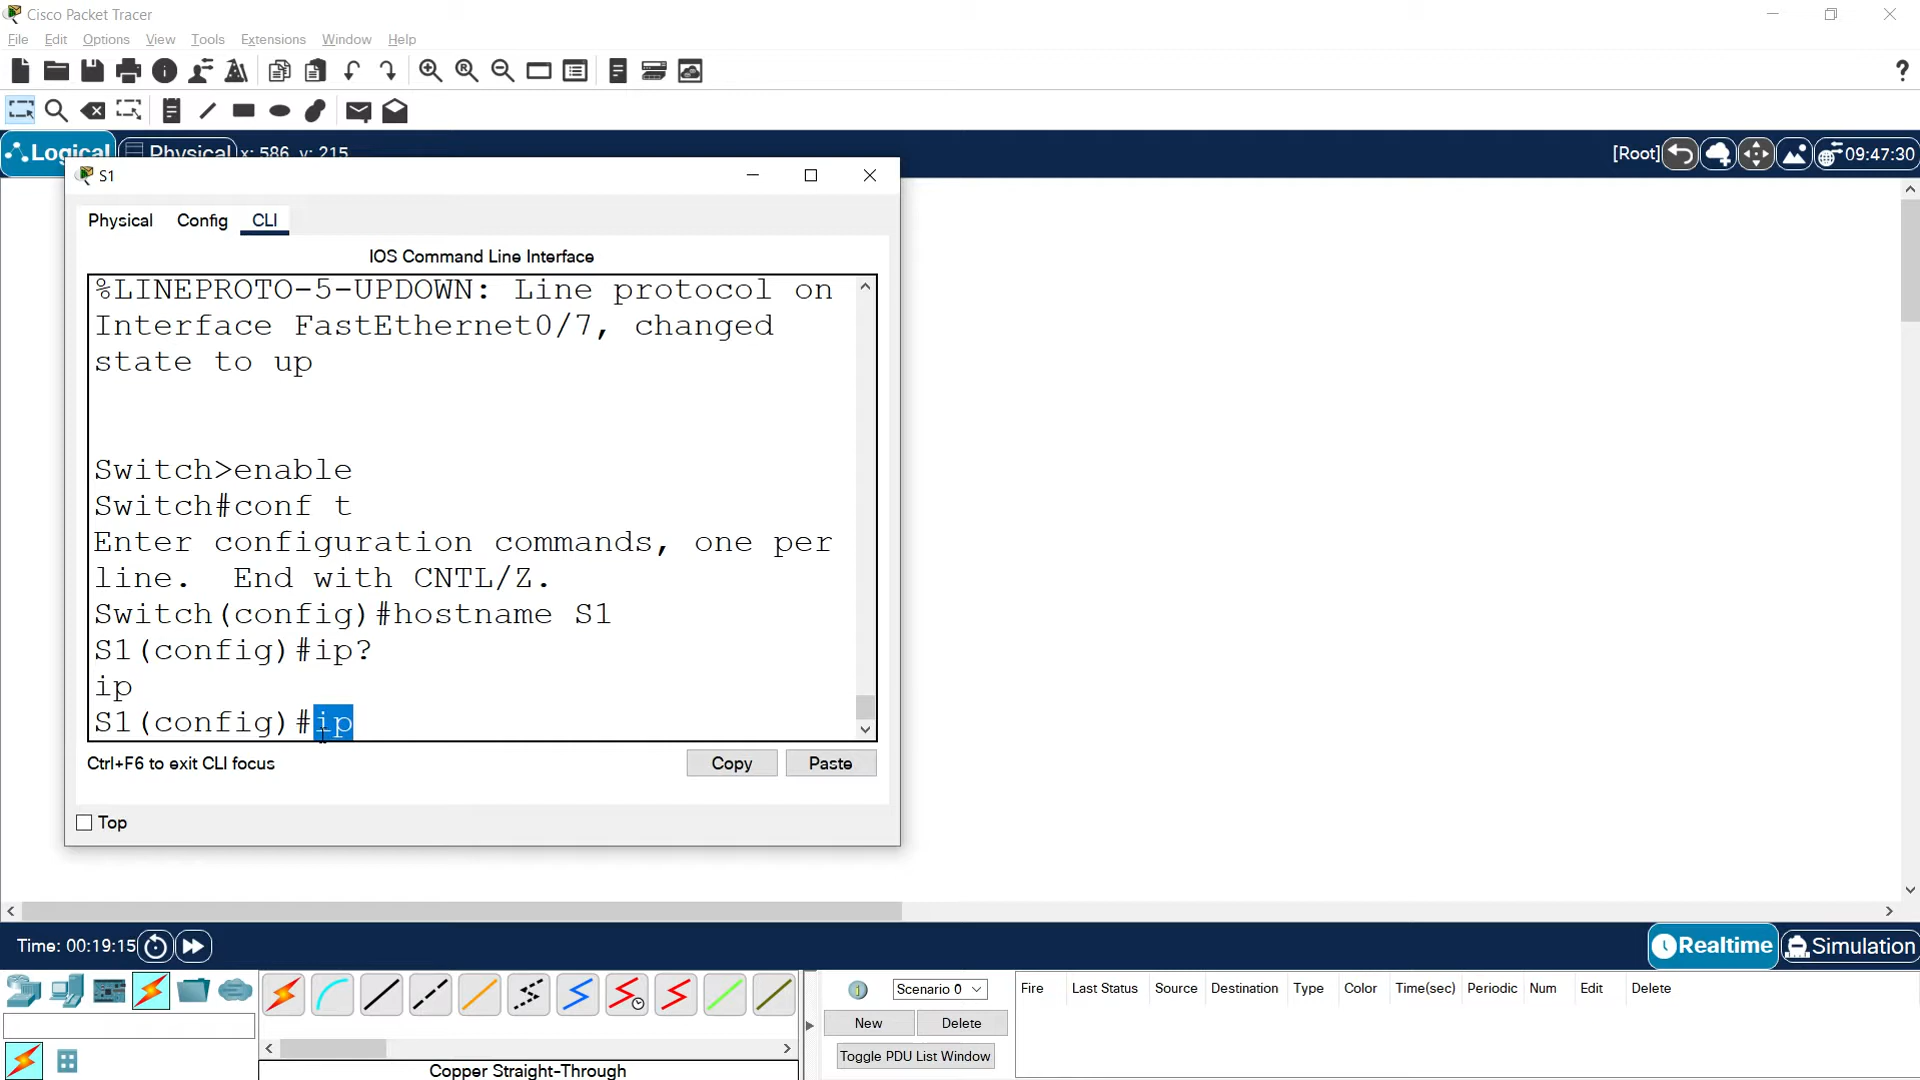 Cisco Packet Tracer
File Edit Options View Tools Extensions Window Help
?
Logical Physical x: 586, y: 215 [Root] 09:47:30
S1
Physical Config CLI
IOS Command Line Interface
%LINEPROTO-5-UPDOWN: Line protocol on
Interface FastEthernet0/7, changed
state to up
Switch>enable
Switch#conf t
Enter configuration commands, one per
line. End with CNTL/Z.
Switch(config)#hostname S1
S1(config)#ip?
ip
S1(config)#ip
Ctrl+F6 to exit CLI focus Copy Paste
Top
Time: 00:19:15 Realtime Simulation
Scenario 0 Fire Last Status Source Destination Type Color Time(sec) Periodic Num Edit Delete
New Delete
Toggle PDU List Window
Copper Straight-Through